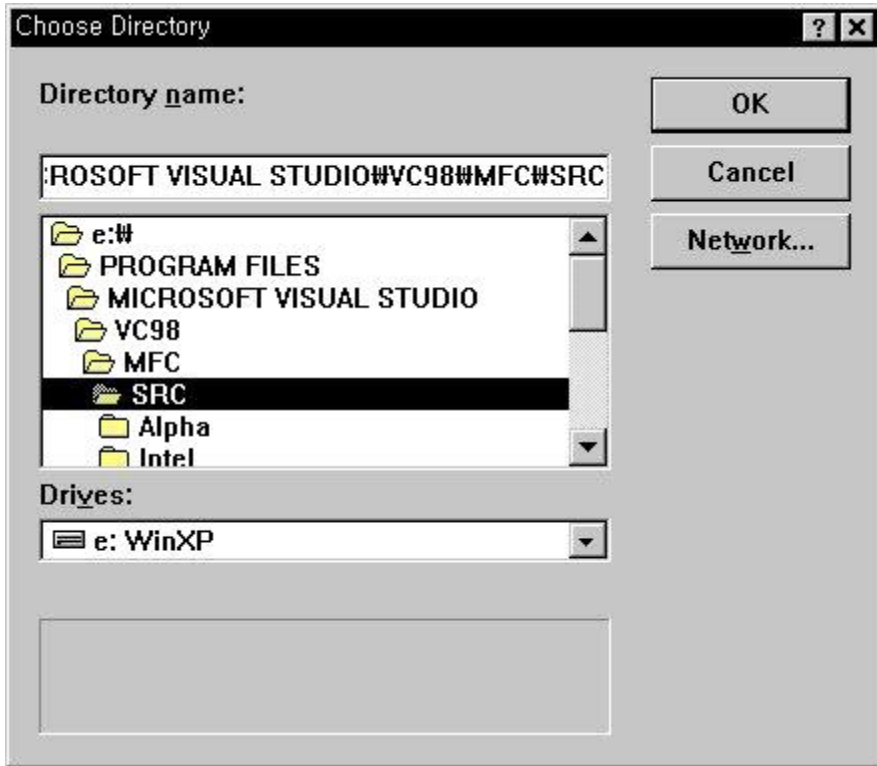 Choose Directory
Directory name:
OK
ROSOFT VISUAL STUDIO₩VC98₩MFC₩SRC
Cancel
e:₩
Network...
PROGRAM FILES
MICROSOFT VISUAL STUDIO
VC98
MFC
SRC
Alpha
Intel
Drives:
e: WinXP